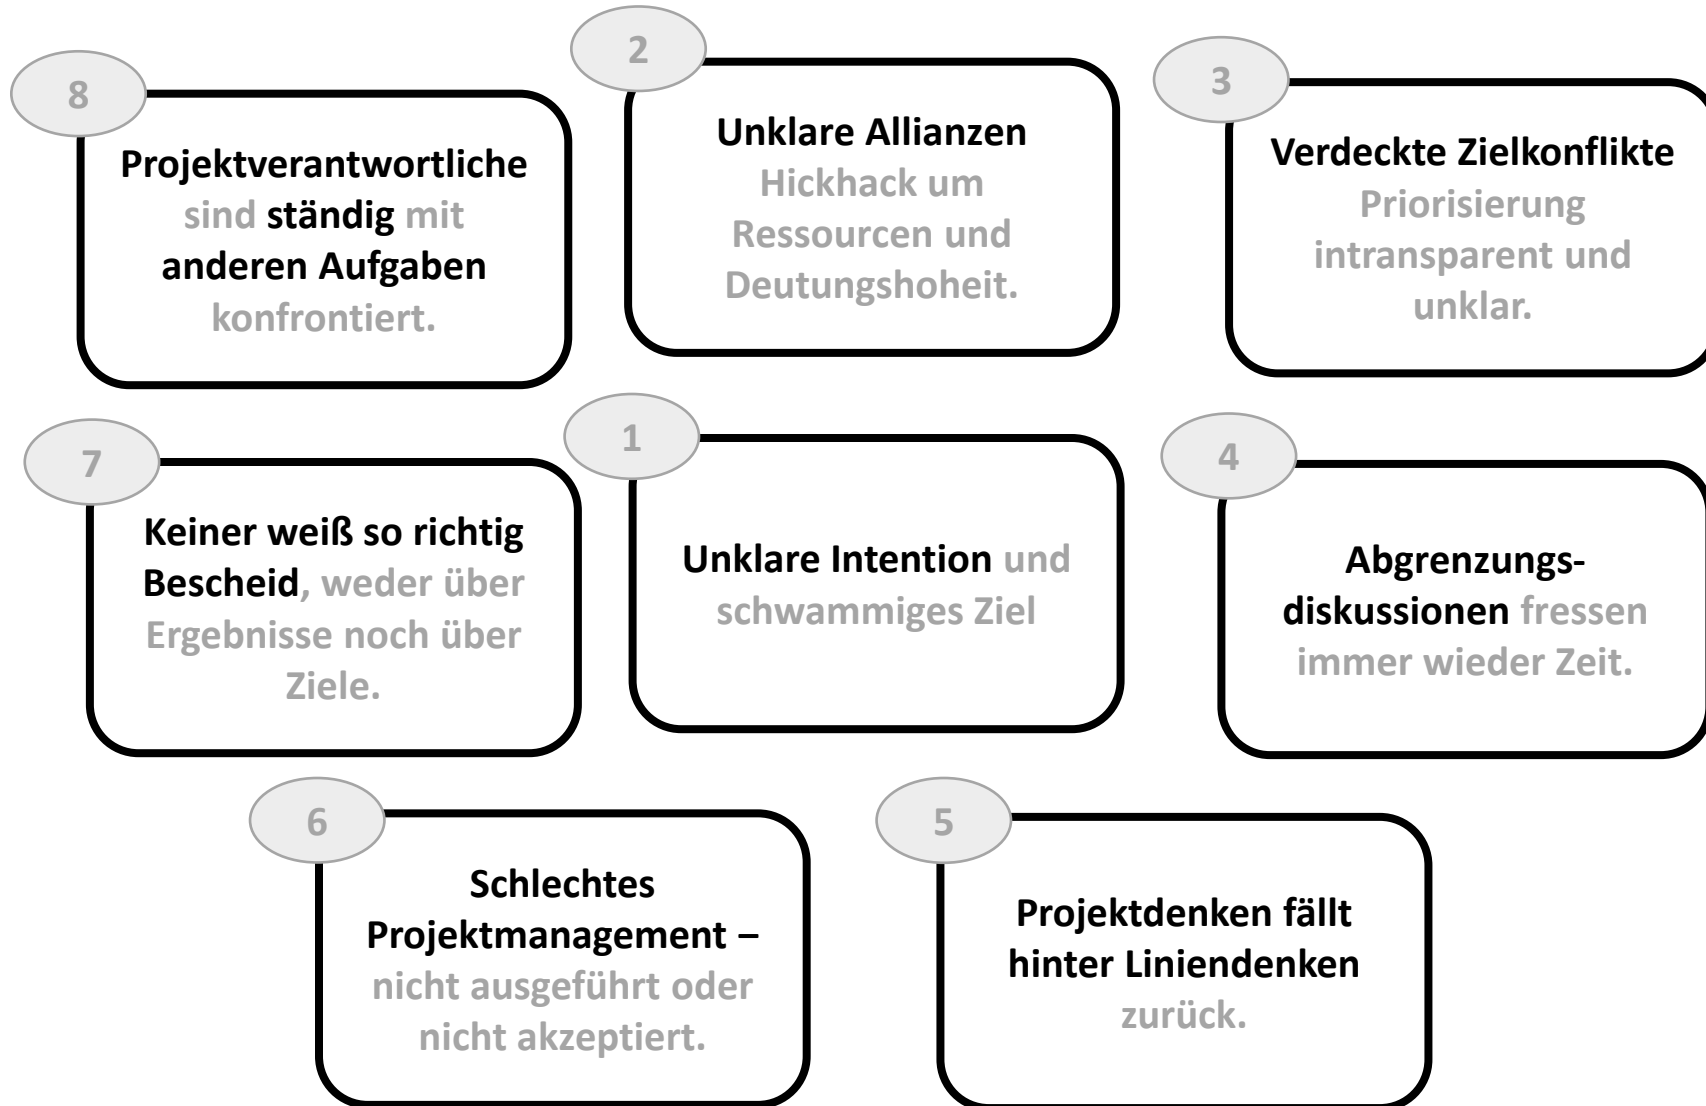 8
Projektverantwortliche
sind ständig mit
anderen Aufgaben
konfrontiert.
2
Unklare Allianzen
Hickhack um
Ressourcen und
Deutungshoheit.
3
Verdeckte Zielkonflikte
Priorisierung
intransparent und
unklar.
7
Keiner weiß so richtig
Bescheid, weder über
Ergebnisse noch über
Ziele.
1
Unklare Intention und
schwammiges Ziel
4
Abgrenzungs-
diskussionen fressen
immer wieder Zeit.
6
Schlechtes
Projektmanagement –
nicht ausgeführt oder
nicht akzeptiert.
5
Projektdenken fällt
hinter Liniendenken
zurück.